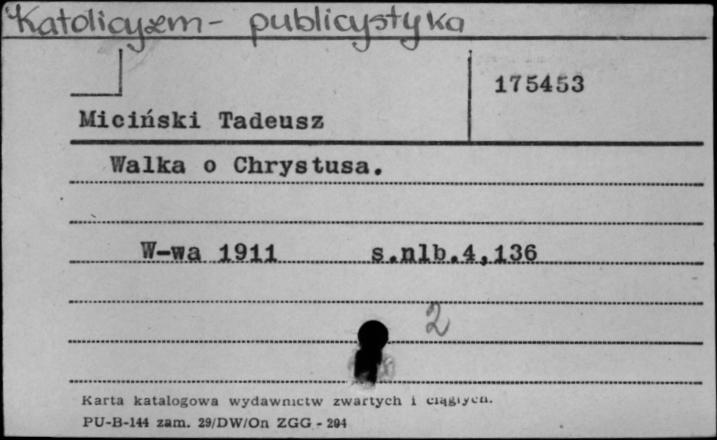 Katolicyzm - publicystyka
175453
Miciński Tadeusz
Walka o Chrystusa.
W-wa 1911 s.nlb.4,136
2
Karta katalogowa wydawnictw zwartych i ciągłych.
PU-B-144 zam. 29/DW/On ZGG - 294